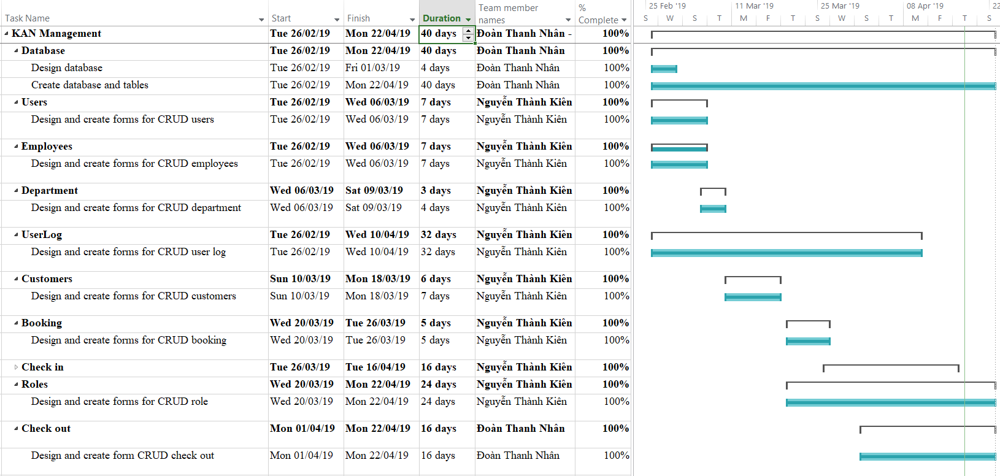 25 Feb '19 11 Mar '19 25 Mar '19 08 Apr '19 22
Task Name Start Finish Duration Team member names % Complete S W S T M F T S W S T M F T S
KAN Management Tue 26/02/19 Mon 22/04/19 40 days Đoàn Thanh Nhân - 100%
Database Tue 26/02/19 Mon 22/04/19 40 days Đoàn Thanh Nhân 100%
Design database Tue 26/02/19 Fri 01/03/19 4 days Đoàn Thanh Nhân 100%
Create database and tables Tue 26/02/19 Mon 22/04/19 40 days Đoàn Thanh Nhân 100%
Users Tue 26/02/19 Wed 06/03/19 7 days Nguyễn Thành Kiên 100%
Design and create forms for CRUD users Tue 26/02/19 Wed 06/03/19 7 days Nguyễn Thành Kiên 100%
Employees Tue 26/02/19 Wed 06/03/19 7 days Nguyễn Thành Kiên 100%
Design and create forms for CRUD employees Tue 26/02/19 Wed 06/03/19 7 days Nguyễn Thành Kiên 100%
Department Wed 06/03/19 Sat 09/03/19 3 days Nguyễn Thành Kiên 100%
Design and create forms for CRUD department Wed 06/03/19 Sat 09/03/19 4 days Nguyễn Thành Kiên 100%
UserLog Tue 26/02/19 Wed 10/04/19 32 days Nguyễn Thành Kiên 100%
Design and create forms for CRUD user log Tue 26/02/19 Wed 10/04/19 32 days Nguyễn Thành Kiên 100%
Customers Sun 10/03/19 Mon 18/03/19 6 days Nguyễn Thành Kiên 100%
Design and create forms for CRUD customers Sun 10/03/19 Mon 18/03/19 7 days Nguyễn Thành Kiên 100%
Booking Wed 20/03/19 Tue 26/03/19 5 days Nguyễn Thành Kiên 100%
Design and create forms for CRUD booking Wed 20/03/19 Tue 26/03/19 5 days Nguyễn Thành Kiên 100%
Check in Tue 26/03/19 Tue 16/04/19 16 days Nguyễn Thành Kiên 100%
Roles Wed 20/03/19 Mon 22/04/19 24 days Nguyễn Thành Kiên 100%
Design and create forms for CRUD role Wed 20/03/19 Mon 22/04/19 24 days Nguyễn Thành Kiên 100%
Check out Mon 01/04/19 Mon 22/04/19 16 days Đoàn Thanh Nhân 100%
Design and create form CRUD check out Mon 01/04/19 Mon 22/04/19 16 days Đoàn Thanh Nhân 100%